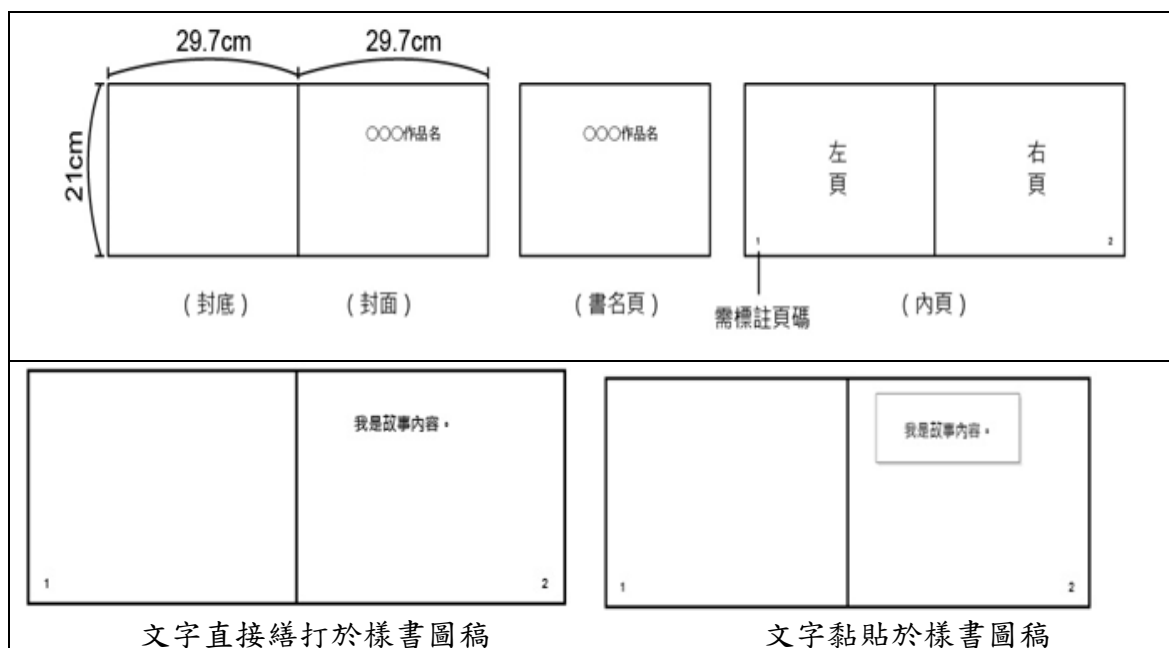 29.7cm 29.7cm
21cm
○○○作品名
○○○作品名
左頁
右頁
1 2
(封底) (封面) (書名頁) (內頁)
需標註頁碼
我是故事內容。
我是故事內容。
1 2
1 2
文字直接繕打於樣書圖稿 文字黏貼於樣書圖稿